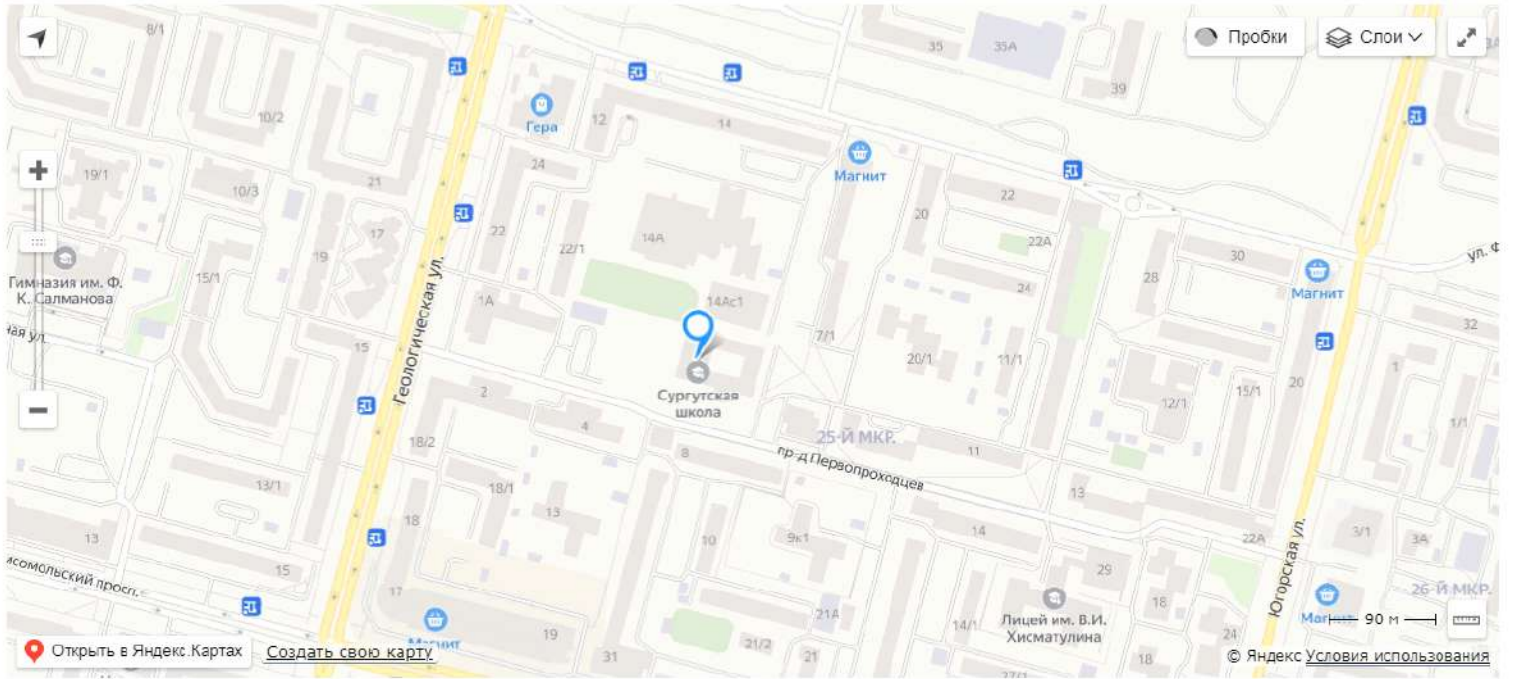 8/1
35
35А
Пробки
Слои
39
Гера
12
14
10/2
24
Магнит
19/1
10/3
21
22
20
17
22
22/1
14А
22А
19
30
ул. Ф
Гимназия им. Ф.
К. Салманова
15/1
28
24
Магнит
1А
14Ас1
Геологическая ул.
32
ная ул.
15
7/1
20/1
11/1
1
2
Сургутская
школа
15/1
20
12/1
4
18/2
25-Й МКР.
1/1
8
11
пр-д Первопроходцев
13/1
18/1
13
13
18
14
13
10
9к1
22А
3/1
3А
Югорская ул.
15
29
17
26-Й МКР.
18
Магнит
90 м
21А
14/1
Лицей им. В.И.
Хисматулина
19
24
Открыть в Яндекс.Картах
Создать свою карту
Магнит
31
21/2
21
27/1
18
© Яндекс Условия использования